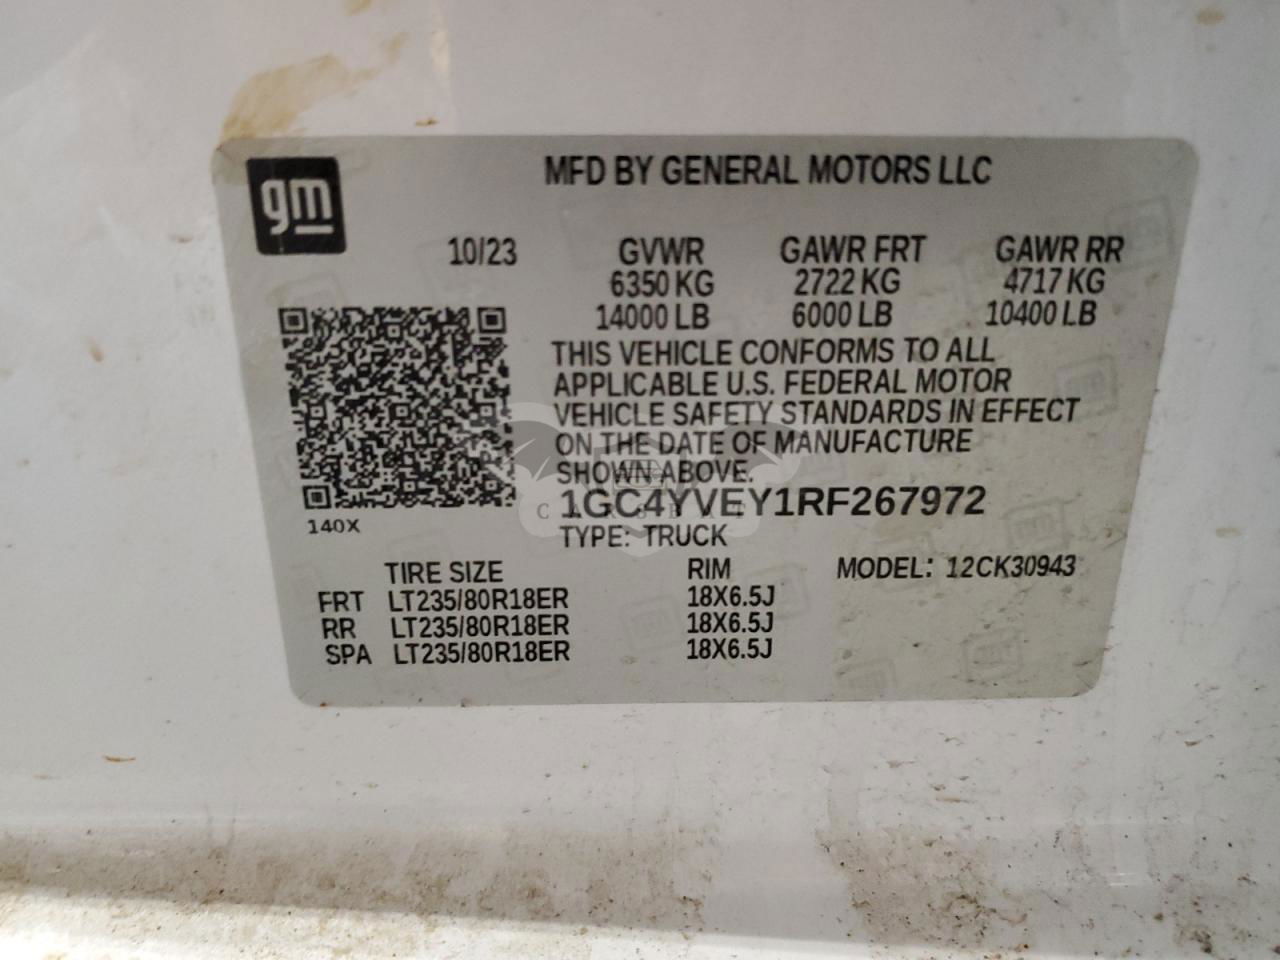 gm
MFD BY GENERAL MOTORS LLC
10/23 GVWR GAWR FRT GAWR RR
6350 KG 2722 KG 4717 KG
14000 LB 6000 LB 10400 LB
THIS VEHICLE CONFORMS TO ALL
APPLICABLE U.S. FEDERAL MOTOR
VEHICLE SAFETY STANDARDS IN EFFECT
ON THE DATE OF MANUFACTURE
SHOWN ABOVE.
1GC4YVEY1RF267972
140X
TYPE: TRUCK
TIRE SIZE RIM MODEL: 12CK30943
FRT LT235/80R18ER 18X6.5J
RR LT235/80R18ER 18X6.5J
SPA LT235/80R18ER 18X6.5J